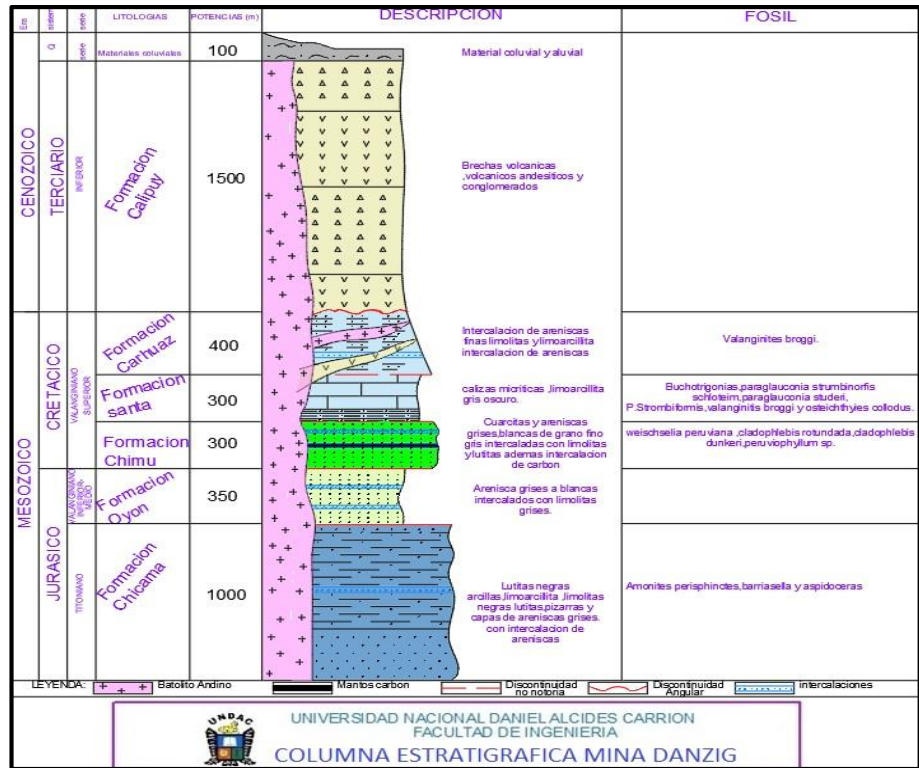 Era
sistema
serie
LITOLOGIAS
POTENCIAS (m)
DESCRIPCION
FOSIL
CENOZOICO
Q
serie
Materiales coluviales
100
Material coluvial y aluvial
TERCIARIO
INFERIOR
Formacion
Calipuy
1500
Brechas volcanicas
,volcanicos andesiticos y
conglomerados
MESOZOICO
CRETACICO
VALANGINIANO
SUPERIOR
Formacion
Carhuaz
400
Intercalacion de areniscas
finas limolitas ylimoarcillita
intercalacion de areniscas
Valanginites broggi.
Formacion
santa
300
calizas micriticas ,limoarcillita
gris oscuro.
Buchotrigonias,paraglauconia strumbinorfis
schloteim,paraglauconia studeri,
P.Strombiformis,valanginitis broggi y osteichthyies collodus.
Formacion
Chimu
300
Cuarcitas y areniscas
grises,blancas de grano fino
gris intercaladas con limolitas
ylutitas ademas intercalacion
de carbon
weischselia peruviana ,cladophlebis rotundada,cladophlebis
dunkeri,peruviophyllum sp.
JURASICO
VALANGINIANO
INFERIOR-
MEDIO
Formacion
Oyon
350
Arenisca grises a blancas
intercalados con limolitas
grises.
TITONIANO
Formacion
Chicama
1000
Lutitas negras
arcillas,limoarcillita ,limolitas
negras lutitas,pizarras y
capas de areniscas grises.
con intercalacion de
areniscas
Amonites perisphinctes,barriasella y aspidoceras
LEYENDA:
Batolito Andino
Mantos carbon
Discontinuidad
no notoria
Discontinuidad
Angular
intercalaciones
UNDAC
UNIVERSIDAD NACIONAL DANIEL ALCIDES CARRION
FACULTAD DE INGENIERIA
COLUMNA ESTRATIGRAFICA MINA DANZIG